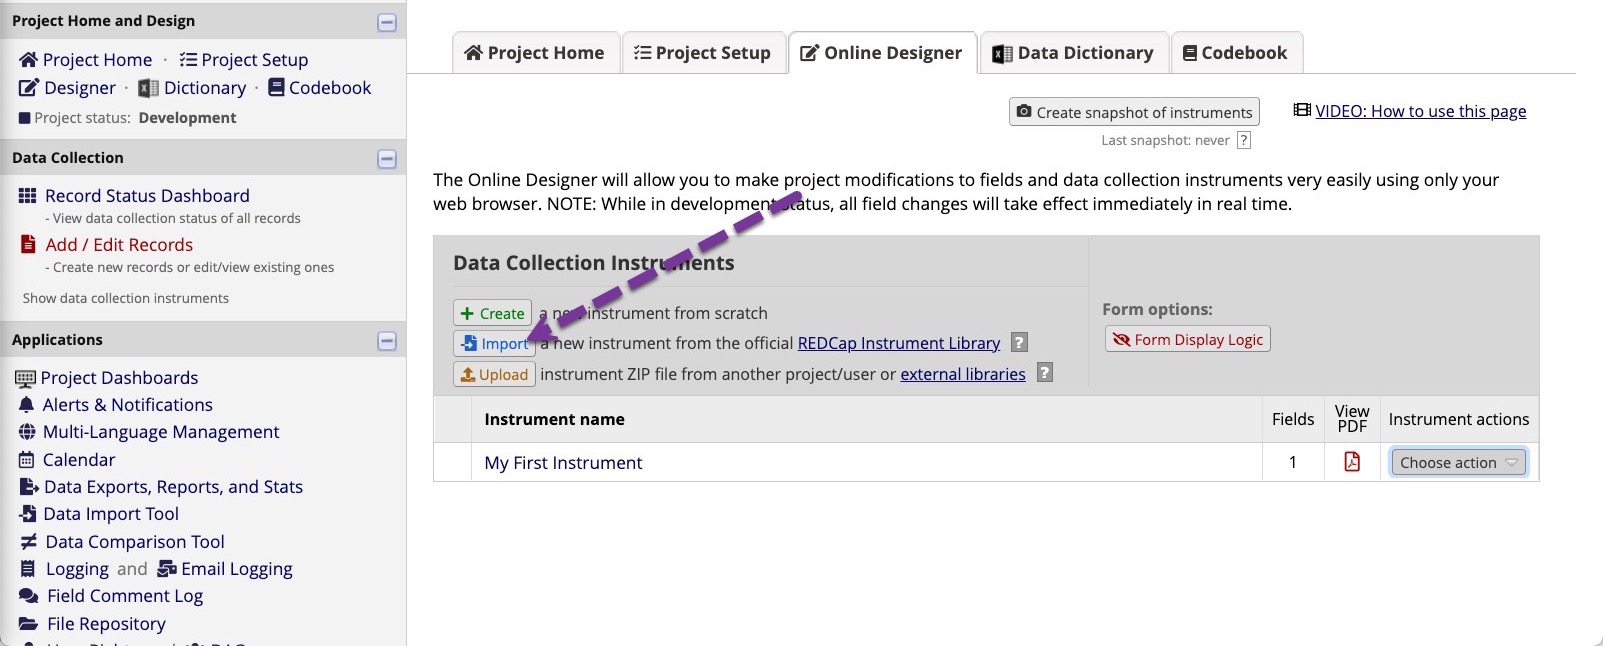 Project Home and Design
Project Home · Project Setup
Designer · Dictionary · Codebook
Project status: Development
Data Collection
Record Status Dashboard
- View data collection status of all records
Add / Edit Records
- Create new records or edit/view existing ones
Show data collection instruments
Applications
Project Dashboards
Alerts & Notifications
Multi-Language Management
Calendar
Data Exports, Reports, and Stats
Data Import Tool
Data Comparison Tool
Logging and Email Logging
Field Comment Log
File Repository
Project Home
Project Setup
Online Designer
Data Dictionary
Codebook
Create snapshot of instruments
VIDEO: How to use this page
Last snapshot: never ?
The Online Designer will allow you to make project modifications to fields and data collection instruments very easily using only your
web browser. NOTE: While in development status, all field changes will take effect immediately in real time.
Data Collection Instruments
+ Create a new instrument from scratch
Import a new instrument from the official REDCap Instrument Library ?
Upload instrument ZIP file from another project/user or external libraries ?
Form options:
Form Display Logic
Instrument name
Fields
View
PDF
Instrument actions
My First Instrument
1
Choose action